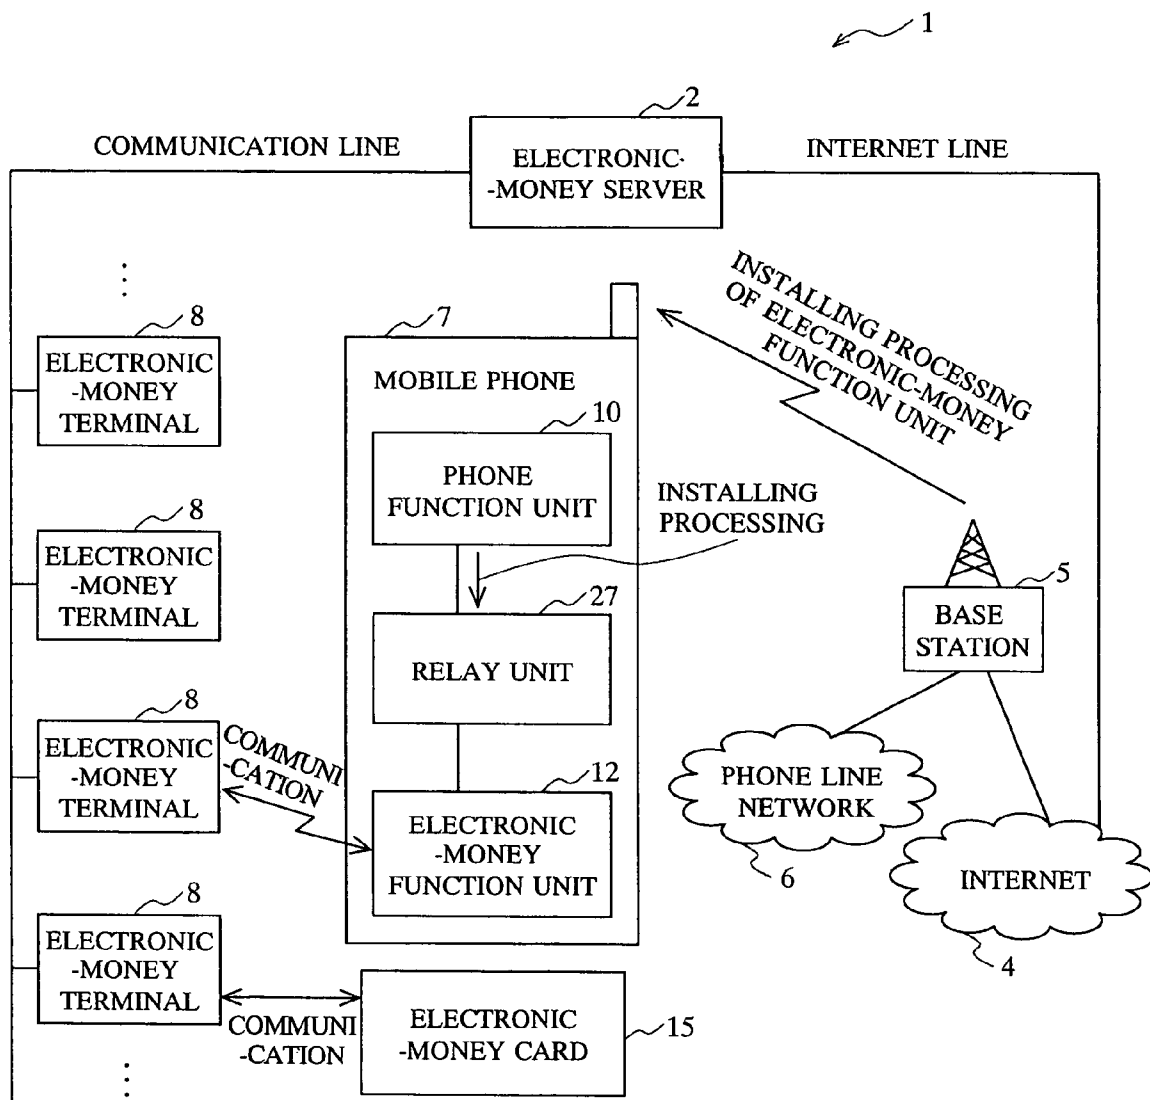 1
2
COMMUNICATION LINE
ELECTRONIC-
-MONEY SERVER
INTERNET LINE
8
ELECTRONIC
-MONEY
TERMINAL
8
ELECTRONIC
-MONEY
TERMINAL
8
ELECTRONIC
-MONEY
TERMINAL
8
ELECTRONIC
-MONEY
TERMINAL
COMMUNI
-CATION
COMMUNI
-CATION
7
MOBILE PHONE
10
PHONE
FUNCTION UNIT
INSTALLING
PROCESSING
27
RELAY UNIT
12
ELECTRONIC
-MONEY
FUNCTION UNIT
ELECTRONIC
-MONEY CARD
15
INSTALLING PROCESSING
OF ELECTRONIC-MONEY
FUNCTION UNIT
5
BASE
STATION
PHONE LINE
NETWORK
6
INTERNET
4